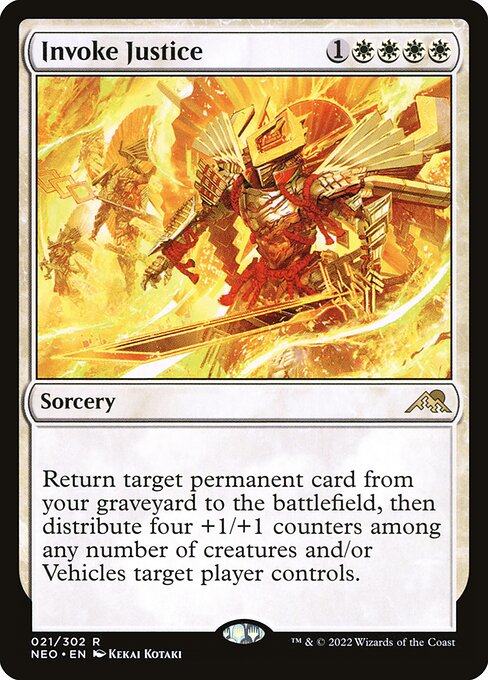 Invoke Justice 1
Sorcery
Return target permanent card from
your graveyard to the battlefield, then
distribute four +1/+1 counters among
any number of creatures and/or
Vehicles target player controls.
021/302 R
NEO • EN Kekai Kotaki
™ & © 2022 Wizards of the Coast